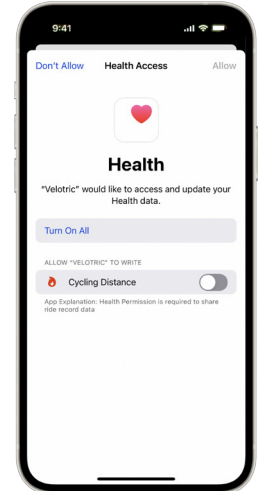 9:41
Don't Allow
Health Access
Allow
Health
"Velotric" would like to access and update your
Health data.
Turn On All
ALLOW "VELOTRIC" TO WRITE
Cycling Distance
App Explanation: Health Permission is required to share
ride record data